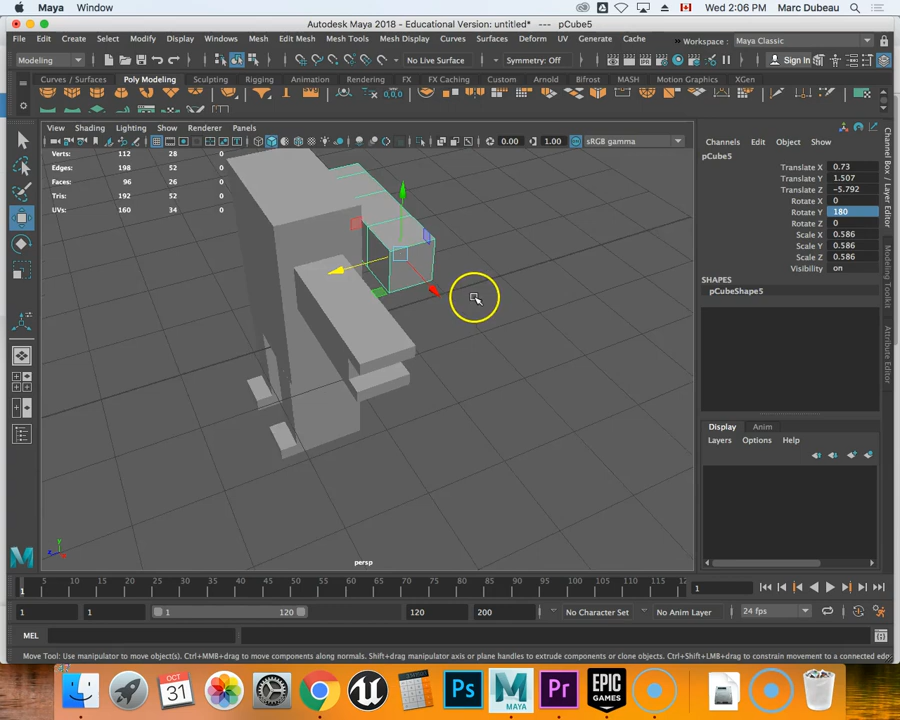 Maya Window Wed 2:06 PM Marc Dubeau
Autodesk Maya 2018 - Educational Version: untitled* --- pCube5
File Edit Create Select Modify Display Windows Mesh Edit Mesh Mesh Tools Mesh Display Curves Surfaces Deform UV Generate Cache Workspace : Maya Classic
Modeling No Live Surface Symmetry: Off Sign In
Curves / Surfaces Poly Modeling Sculpting Rigging Animation Rendering FX FX Caching Custom Arnold Bifrost MASH Motion Graphics XGen
View Shading Lighting Show Renderer Panels
0.00 1.00 sRGB gamma
Verts: 112 28 0
Edges: 198 52 0
Faces: 96 26 0
Tris: 192 52 0
UVs: 160 34 0
persp
Channels Edit Object Show
pCube5
Translate X 0.73
Translate Y 1.507
Translate Z -5.792
Rotate X 0
Rotate Y 180
Rotate Z 0
Scale X 0.586
Scale Y 0.586
Scale Z 0.586
Visibility on
SHAPES
pCubeShape5
Display Anim
Layers Options Help
Channel Box / Layer Editor
Modeling Toolkit
Attribute Editor
5 10 15 20 25 30 35 40 45 50 55 60 65 70 75 80 85 90 95 100 105 110 115 12
1 1
1 1 1 120 120 200 No Character Set No Anim Layer 24 fps
MEL
Move Tool: Use manipulator to move object(s). Ctrl+MMB+drag to move components along normals. Shift+drag manipulator axis or plane handles to extrude components or clone objects. Ctrl+Shift+LMB+drag to constrain movement to a connected edge
OCT
31
Ps
MAYA
Pr
EPIC
GAMES